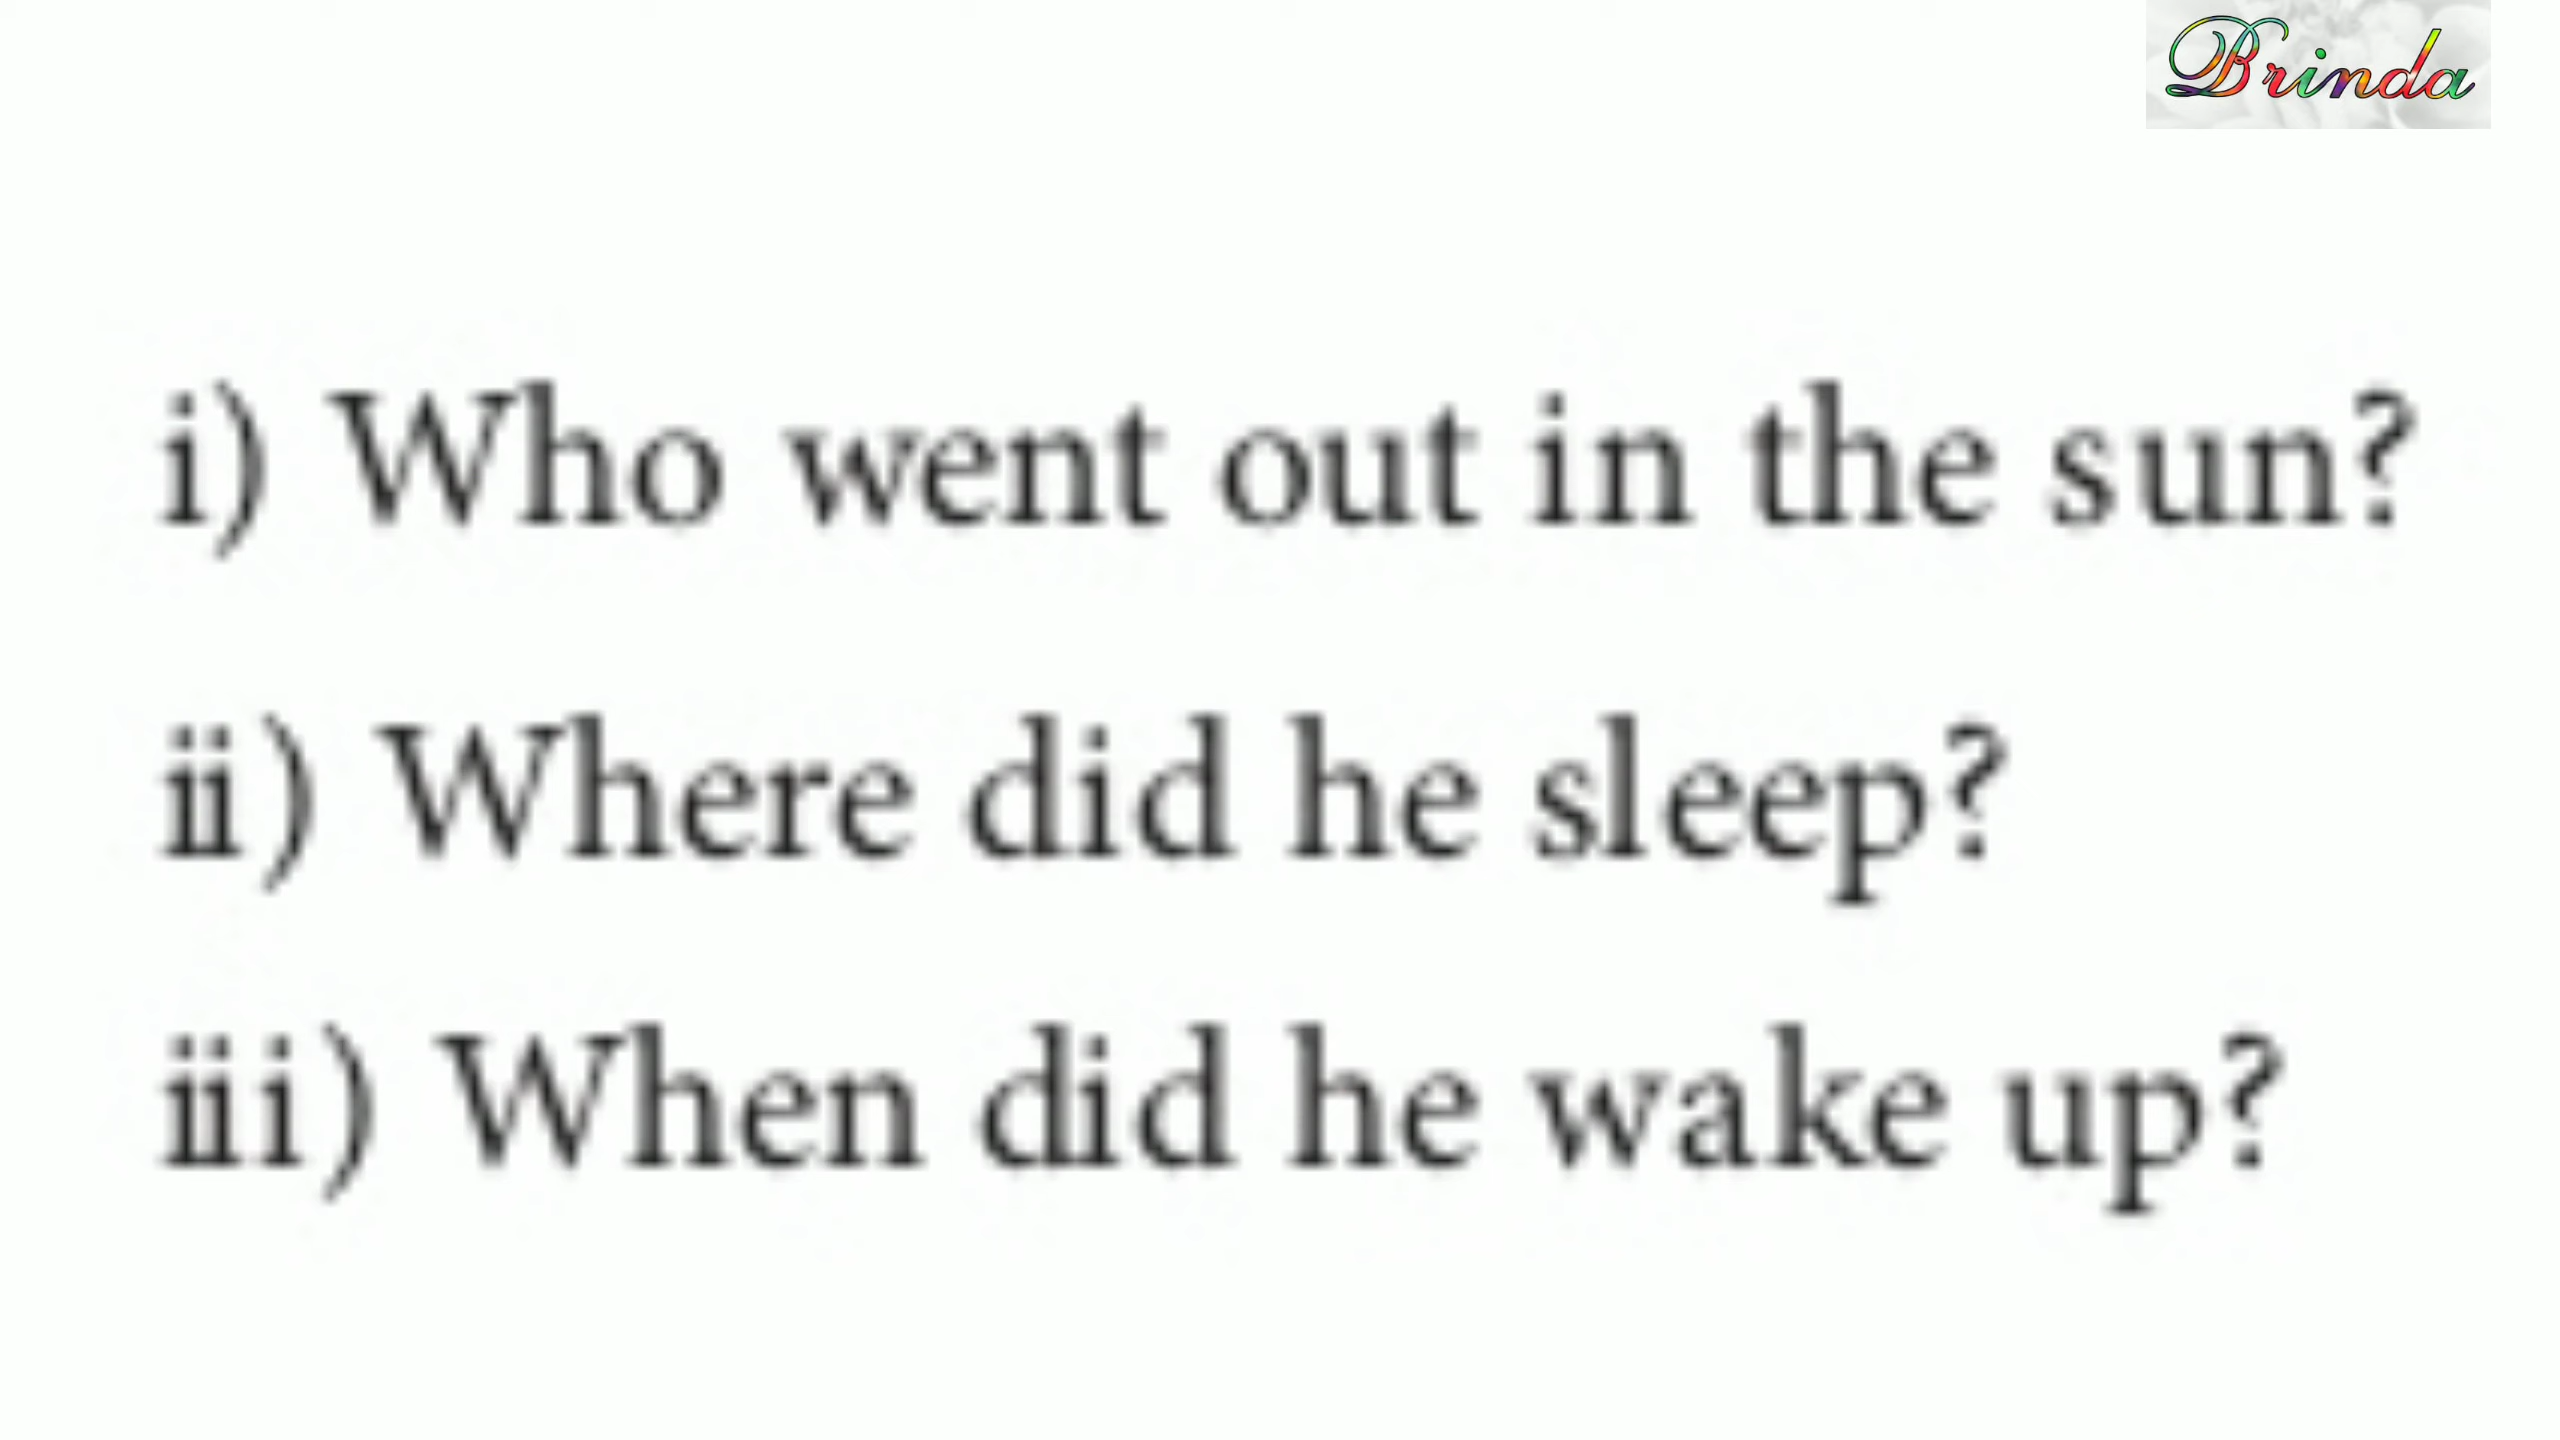 Brinda
i) Who went out in the sun?
ii) Where did he sleep?
iii) When did he wake up?